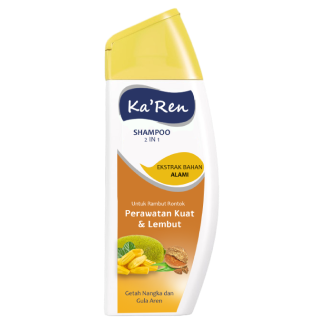 Ka'Ren
SHAMPOO
2 IN 1
EKSTRAK BAHAN
ALAMI
Untuk Rambut Rontok
Perawatan Kuat
& Lembut
Getah Nangka dan
Gula Aren